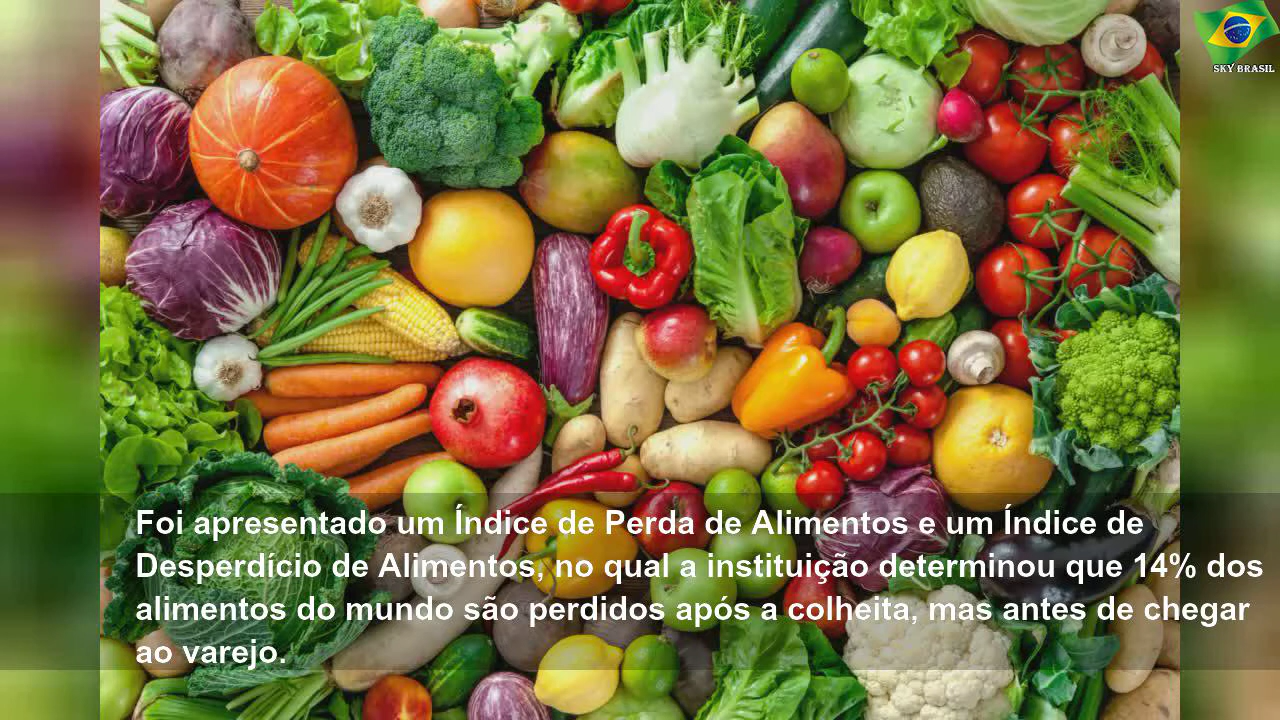 SKY BRASIL
Foi apresentado um Índice de Perda de Alimentos e um Índice de
Desperdício de Alimentos, no qual a instituição determinou que 14% dos
alimentos do mundo são perdidos após a colheita, mas antes de chegar
ao varejo.